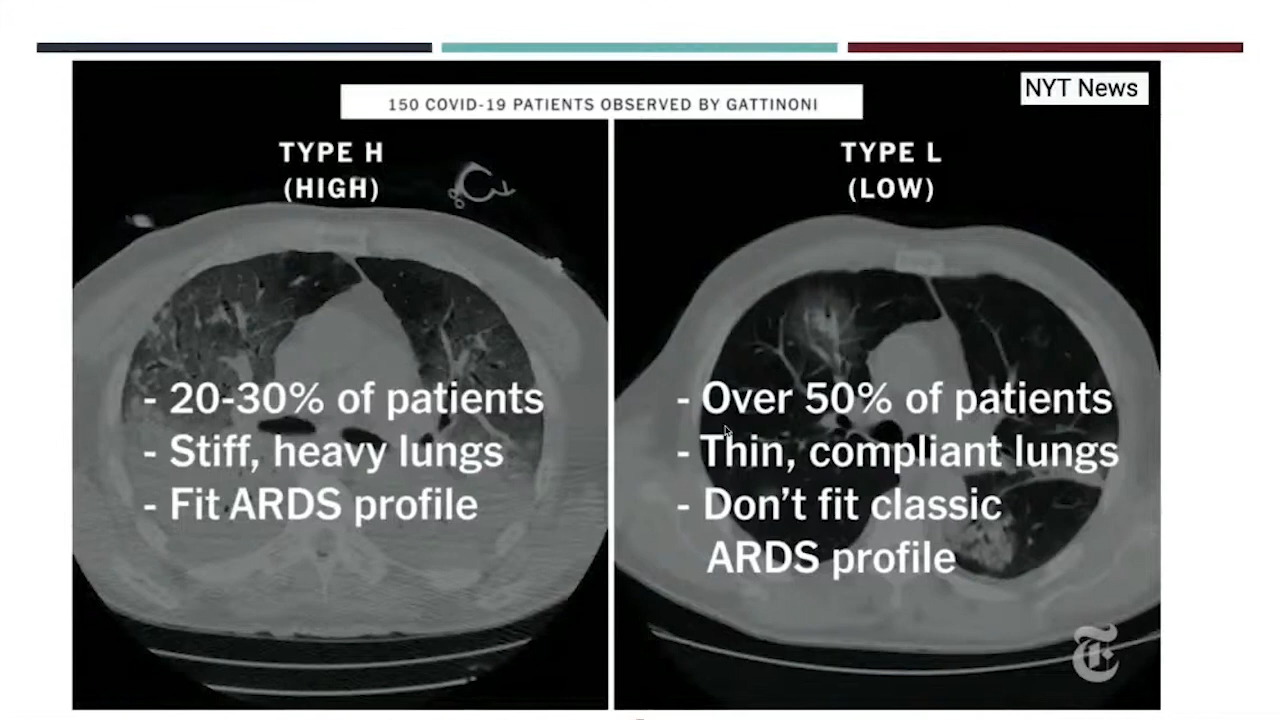 NYT News
150 COVID-19 PATIENTS OBSERVED BY GATTINONI
TYPE H
(HIGH)
- 20-30% of patients
- Stiff, heavy lungs
- Fit ARDS profile
TYPE L
(LOW)
- Over 50% of patients
- Thin, compliant lungs
- Don’t fit classic
ARDS profile
T